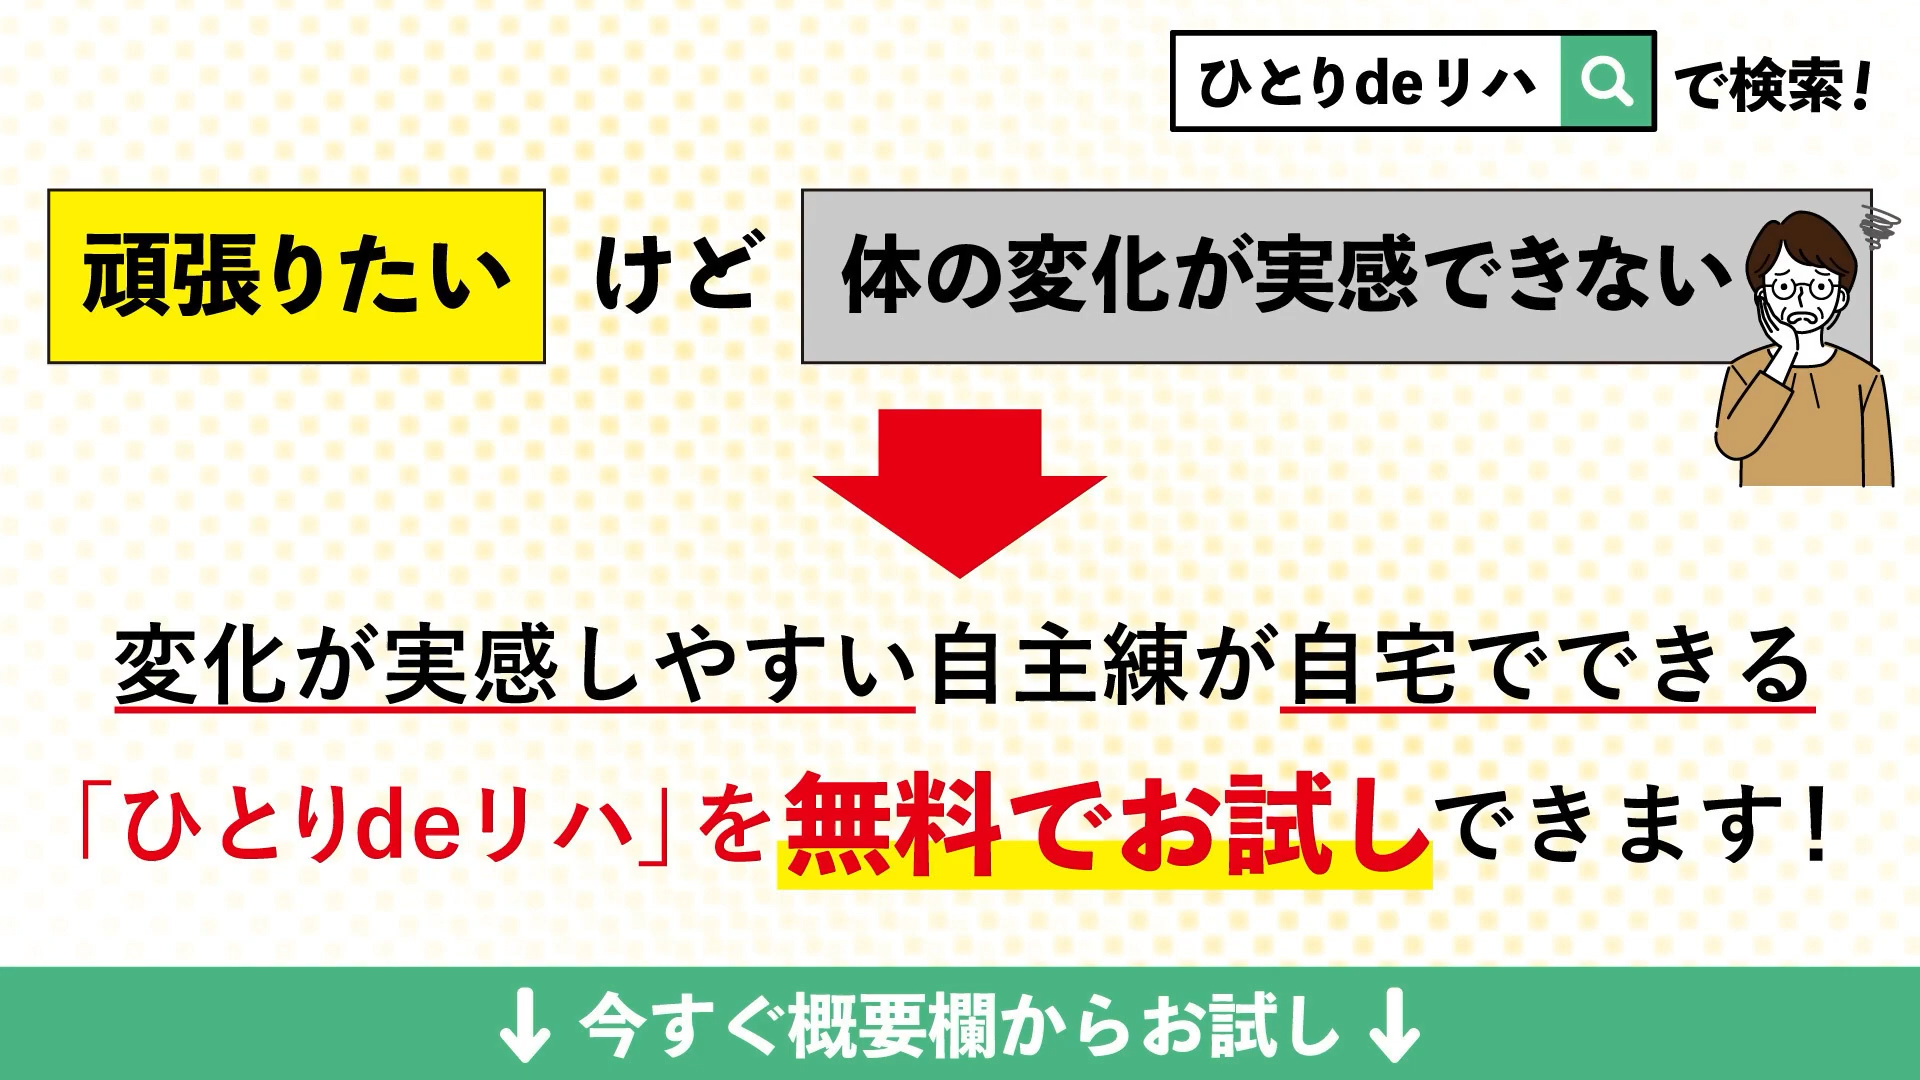 ひとりdeリハ で検索!
頑張りたい けど 体の変化が実感できない
変化が実感しやすい自主練が自宅でできる
「ひとりdeリハ」を無料でお試しできます!
↓今すぐ概要欄からお試し↓